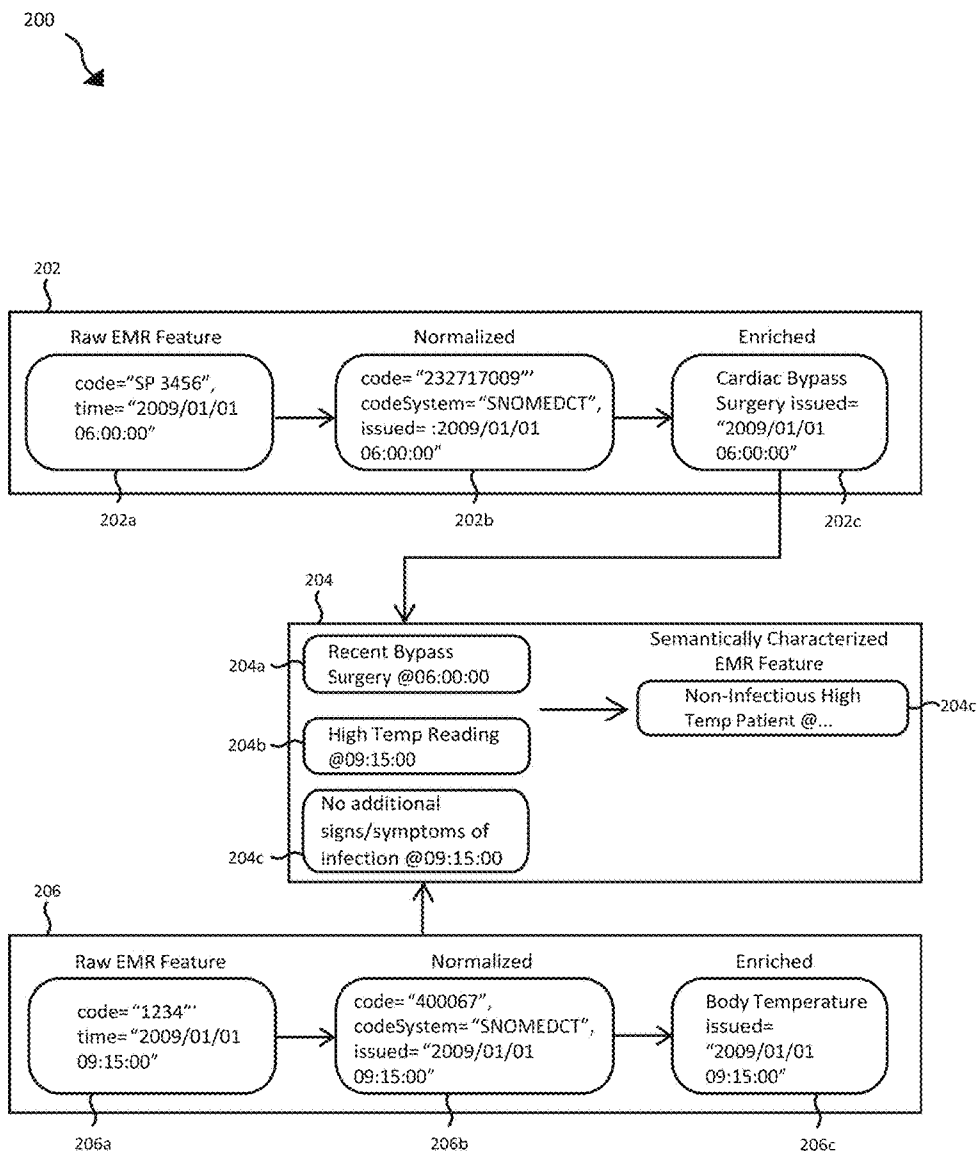 200
202
Raw EMR Feature
Normalized
Enriched
code="SP 3456",
time="2009/01/01
06:00:00"
code="232717009"'
codeSystem="SNOMEDCT",
issued= :2009/01/01
06:00:00"
Cardiac Bypass
Surgery issued=
"2009/01/01
06:00:00"
202a
202b
202c
204
204a
Recent Bypass
Surgery @06:00:00
204b
High Temp Reading
@09:15:00
204c
No additional
signs/symptoms of
infection @09:15:00
Semantically Characterized
EMR Feature
Non-Infectious High
Temp Patient @...
204c
206
Raw EMR Feature
Normalized
Enriched
code="1234"'
time="2009/01/01
09:15:00"
code="400067",
codeSystem="SNOMEDCT",
issued="2009/01/01
09:15:00"
Body Temperature
issued=
"2009/01/01
09:15:00"
206a
206b
206c